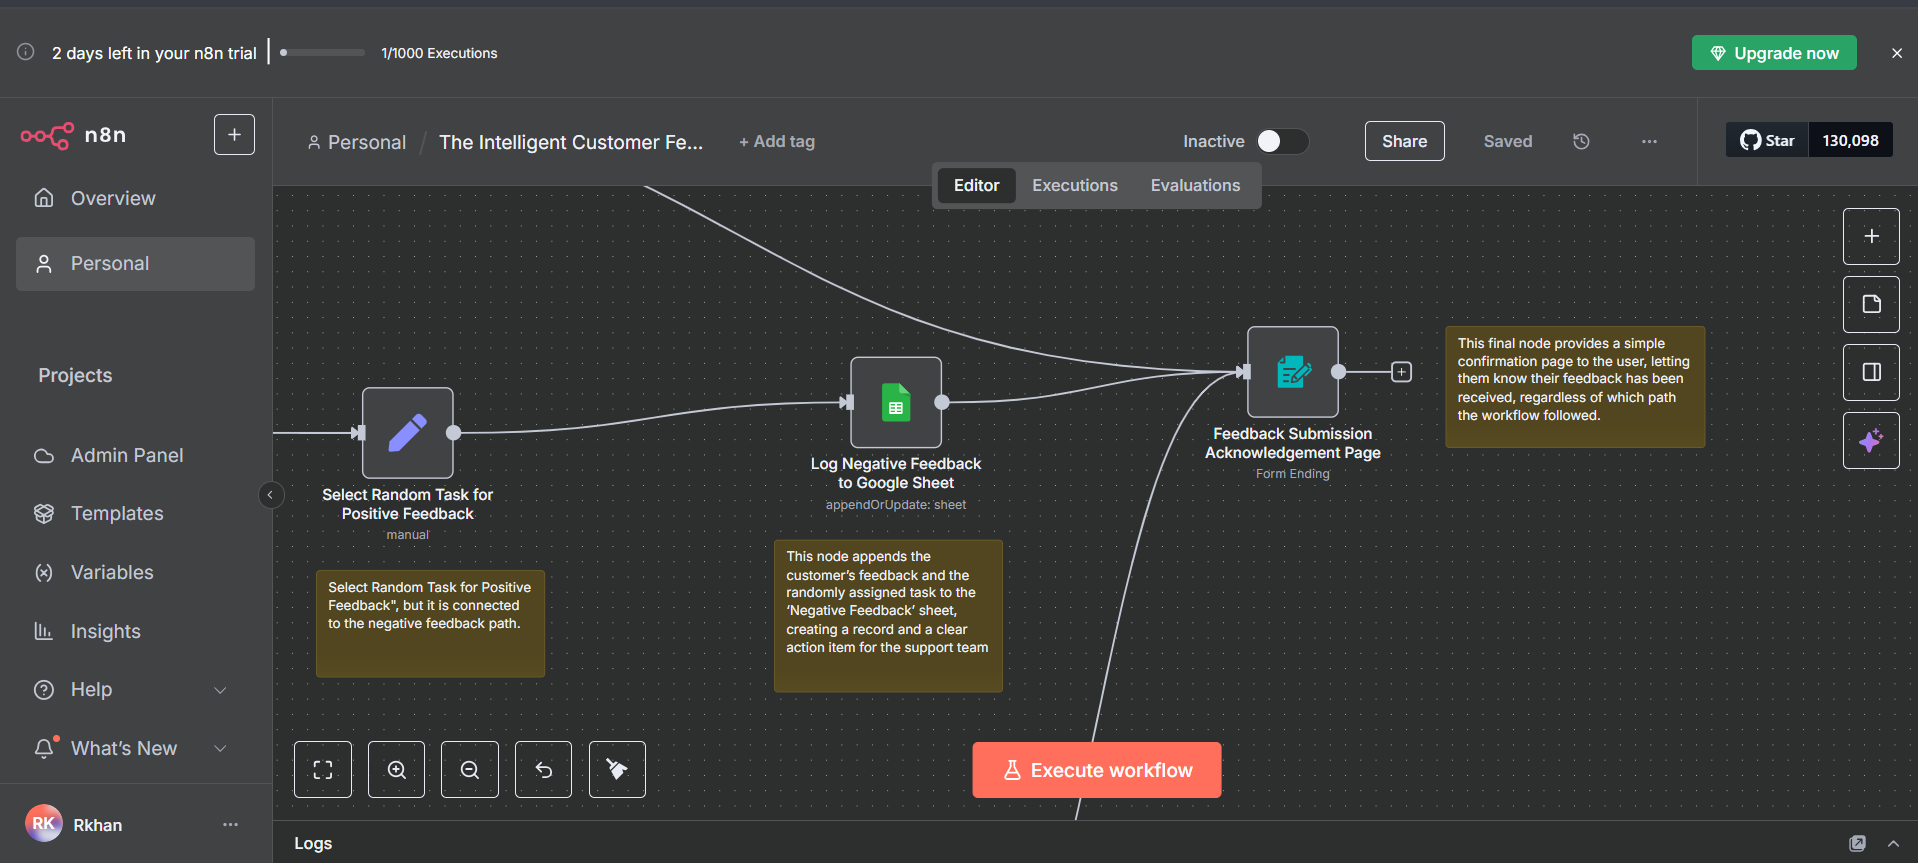 2 days left in your n8n trial
1/1000 Executions
Upgrade now
n8n
Personal / The Intelligent Customer Fe...
+ Add tag
Inactive
Share
Saved
Star
130,098
Editor
Executions
Evaluations
Overview
Personal
Projects
Admin Panel
Templates
Variables
Insights
Help
What's New
RK
Rkhan
Select Random Task for
Positive Feedback
manual
Select Random Task for Positive
Feedback", but it is connected
to the negative feedback path.
Log Negative Feedback
to Google Sheet
appendOrUpdate: sheet
This node appends the
customer’s feedback and the
randomly assigned task to the
‘Negative Feedback’ sheet,
creating a record and a clear
action item for the support team
Feedback Submission
Acknowledgement Page
Form Ending
This final node provides a simple
confirmation page to the user, letting
them know their feedback has been
received, regardless of which path
the workflow followed.
Execute workflow
Logs